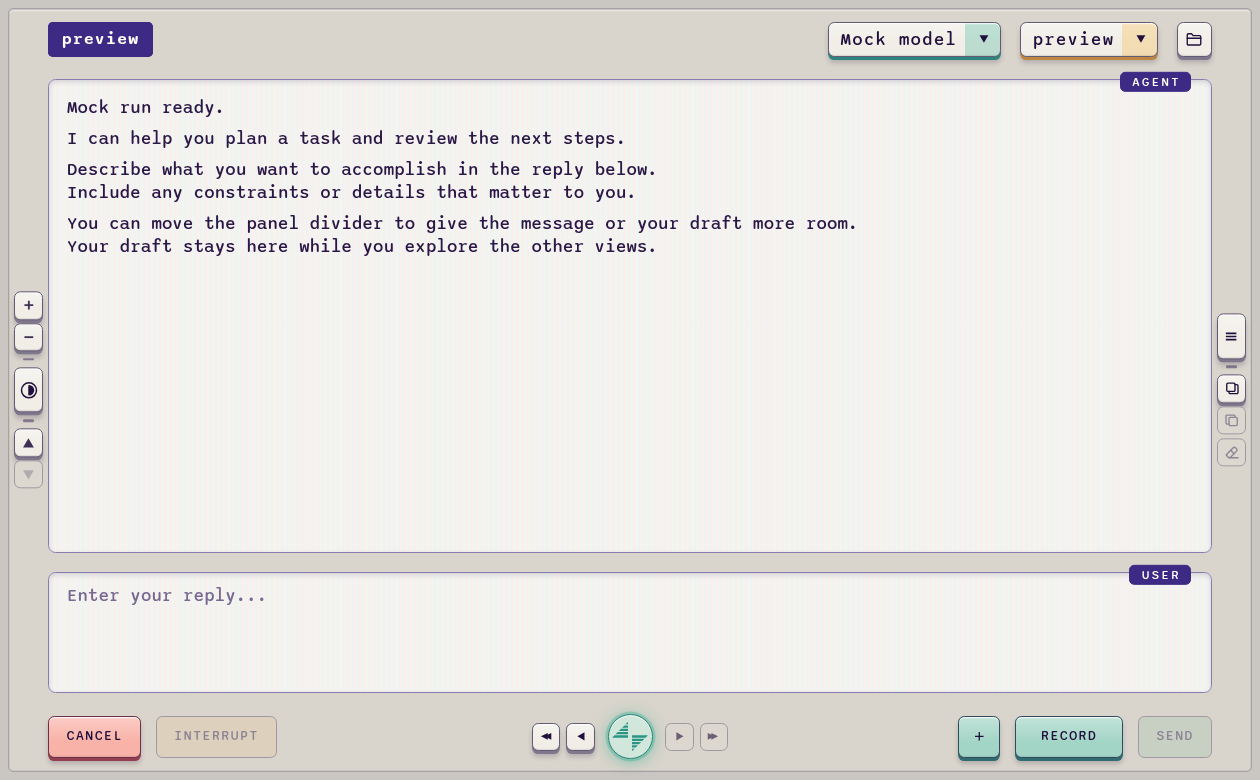 preview
Mock model
preview
AGENT
Mock run ready.
I can help you plan a task and review the next steps.
Describe what you want to accomplish in the reply below.
Include any constraints or details that matter to you.
You can move the panel divider to give the message or your draft more room.
Your draft stays here while you explore the other views.
USER
Enter your reply...
CANCEL
INTERRUPT
RECORD
SEND